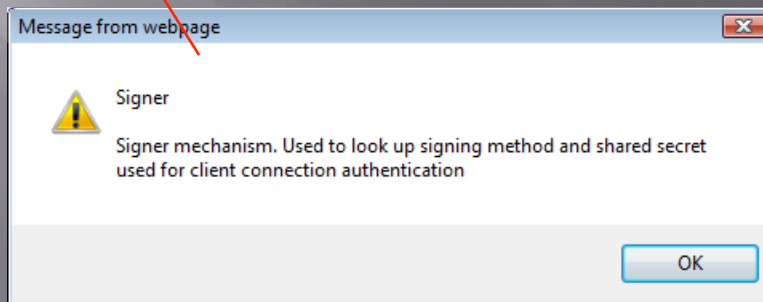 Message from webpage
Signer
Signer mechanism. Used to look up signing method and shared secret
used for client connection authentication
OK